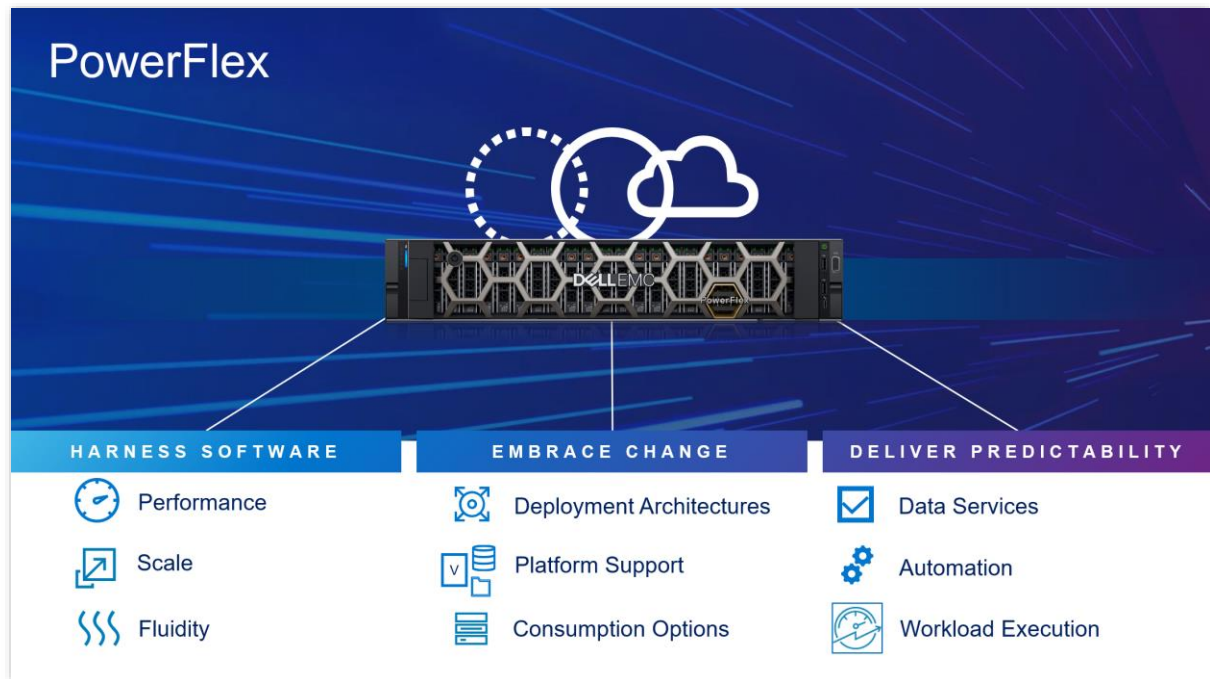 PowerFlex
DELLEMC
PowerFlex
HARNESS SOFTWARE
Performance
Scale
Fluidity
EMBRACE CHANGE
Deployment Architectures
V
Platform Support
Consumption Options
DELIVER PREDICTABILITY
Data Services
Automation
Workload Execution